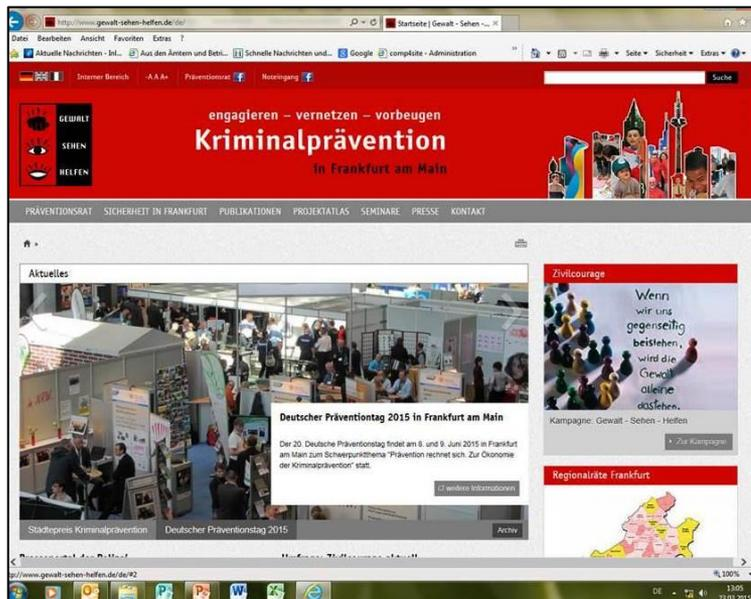 http://www.gewalt-sehen-helfen.de/de/
Startseite | Gewalt - Sehen -...
Datei Bearbeiten Ansicht Favoriten Extras ?
Aktuelle Nachrichten - Inl... Aus den Ämtern und Betri... Schnelle Nachrichten und... Google comp4site - Administration
Seite Sicherheit Extras
Interner Bereich -A A A+ Präventionsrat Noteingang Suche
GEWALT
SEHEN
HELFEN
engagieren – vernetzen – vorbeugen
Kriminalprävention
in Frankfurt am Main
PRÄVENTIONSRAT SICHERHEIT IN FRANKFURT PUBLIKATIONEN PROJEKTATLAS SEMINARE PRESSE KONTAKT
Aktuelles
Deutscher Präventiontag 2015 in Frankfurt am Main
Der 20. Deutsche Präventionstag findet am 8. und 9. Juni 2015 in Frankfurt
am Main zum Schwerpunktthema "Prävention rechnet sich. Zur Ökonomie
der Kriminalprävention" statt.
weitere Informationen
Städtepreis Kriminalprävention Deutscher Präventiontag 2015 Archiv
Zivilcourage
Wenn
wir uns
gegenseitig
beistehen,
wird die
Gewalt
alleine
dastehen.
Kampagne: Gewalt - Sehen - Helfen
Zur Kampagne
Regionalräte Frankfurt
tp://www.gewalt-sehen-helfen.de/de/#2
100%
DE
13:05